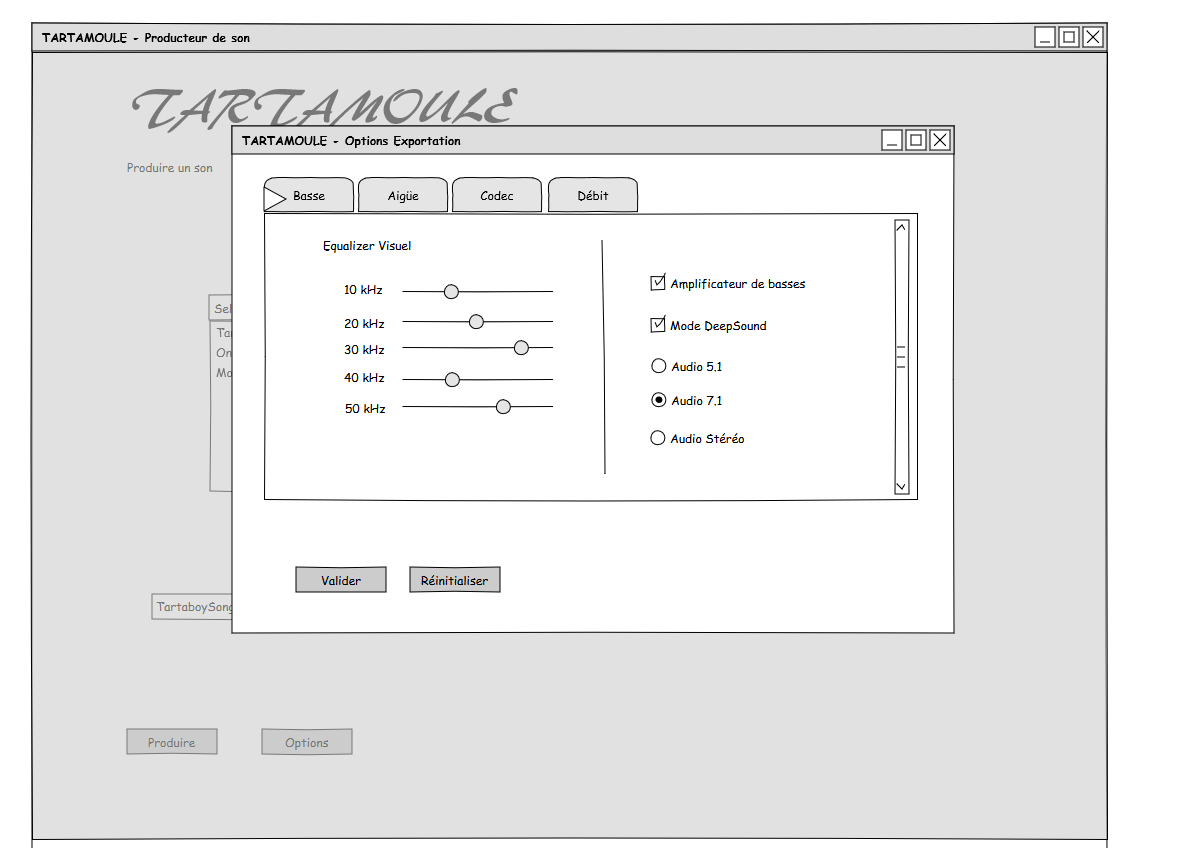 TARTAMOULE - Producteur de son
TARTAMOULE
TARTAMOULE - Options Exportation
Produire un son
Basse
Aigüe
Codec
Débit
Equalizer Visuel
10 kHz
20 kHz
30 kHz
40 kHz
50 kHz
Amplificateur de basses
Mode DeepSound
Audio 5.1
Audio 7.1
Audio Stéréo
Sel
Ta
On
Mo
Valider
Réinitialiser
TartaboySong
Produire
Options